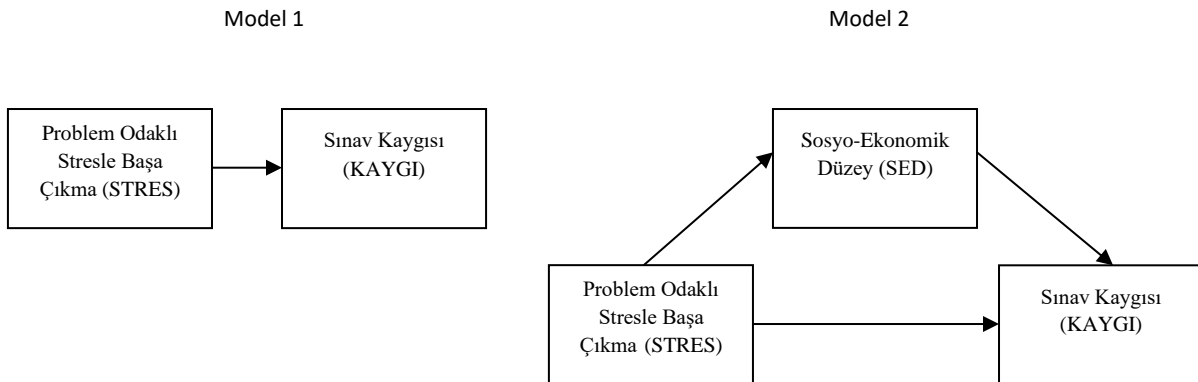 Model 1
Model 2
Problem Odaklı
Stresle Başa
Çıkma (STRES)
Sınav Kaygısı
(KAYGI)
Sosyo-Ekonomik
Düzey (SED)
Problem Odaklı
Stresle Başa
Çıkma (STRES)
Sınav Kaygısı
(KAYGI)